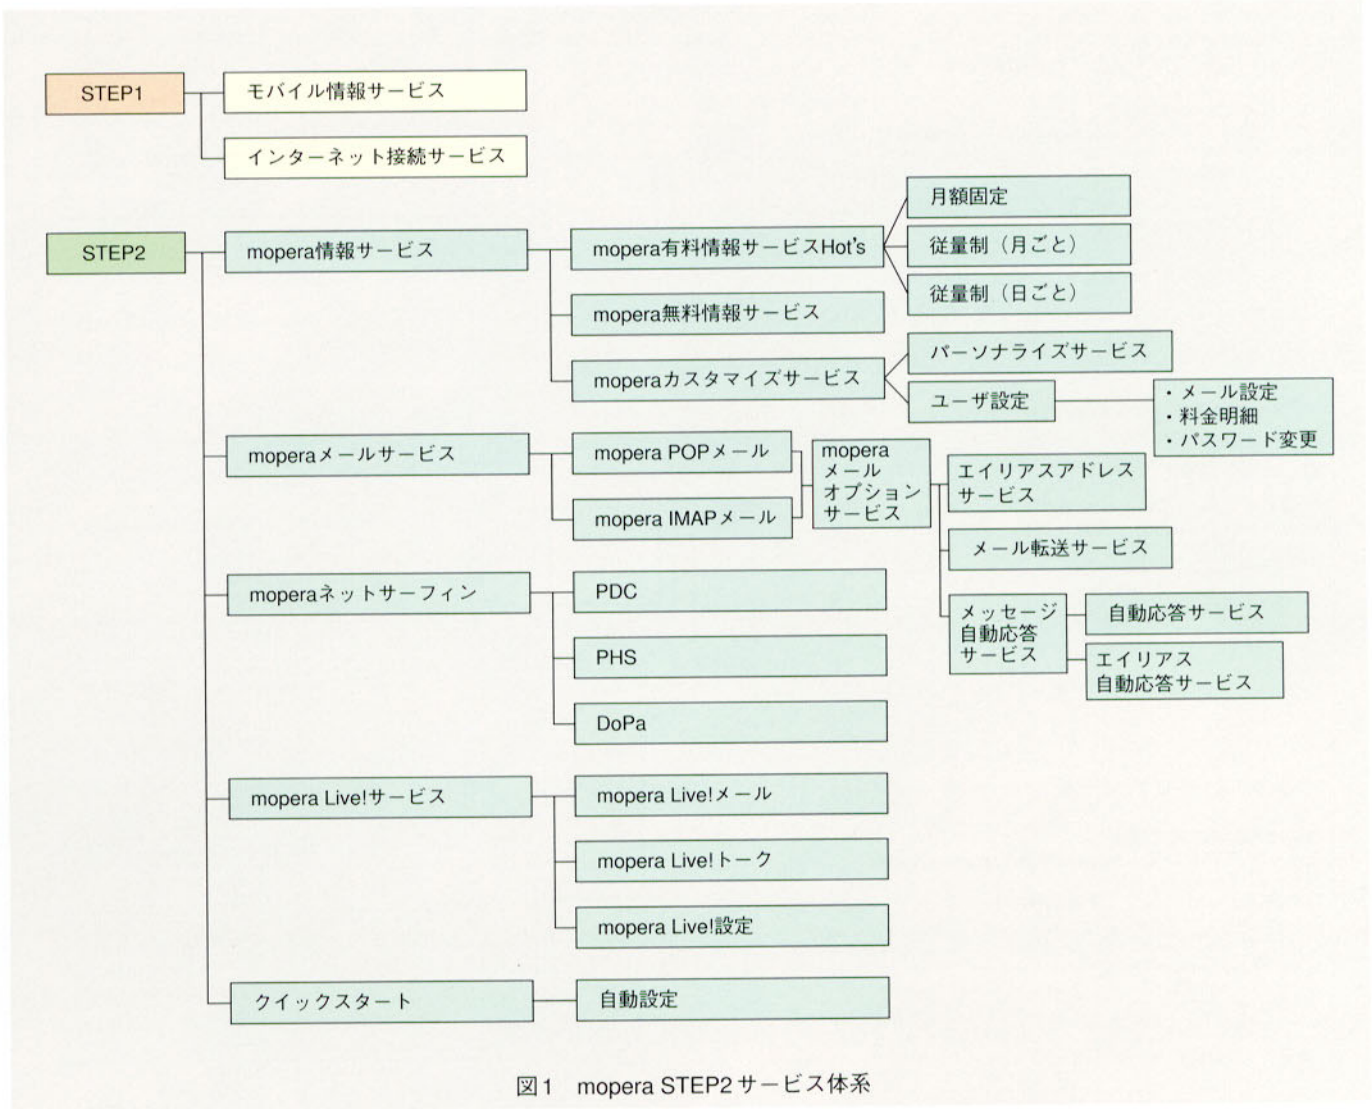 STEP1
モバイル情報サービス
インターネット接続サービス
STEP2
mopera情報サービス
mopera有料情報サービスHot's
月額固定
従量制（月ごと）
従量制（日ごと）
mopera無料情報サービス
moperaカスタマイズサービス
パーソナライズサービス
ユーザ設定
・メール設定
・料金明細
・パスワード変更
moperaメールサービス
mopera POPメール
mopera IMAPメール
mopera
メール
オプション
サービス
エイリアスアドレス
サービス
メール転送サービス
メッセージ
自動応答
サービス
自動応答サービス
エイリアス
自動応答サービス
moperaネットサーフィン
PDC
PHS
DoPa
mopera Live!サービス
mopera Live!メール
mopera Live!トーク
mopera Live!設定
クイックスタート
自動設定
図1 mopera STEP2サービス体系